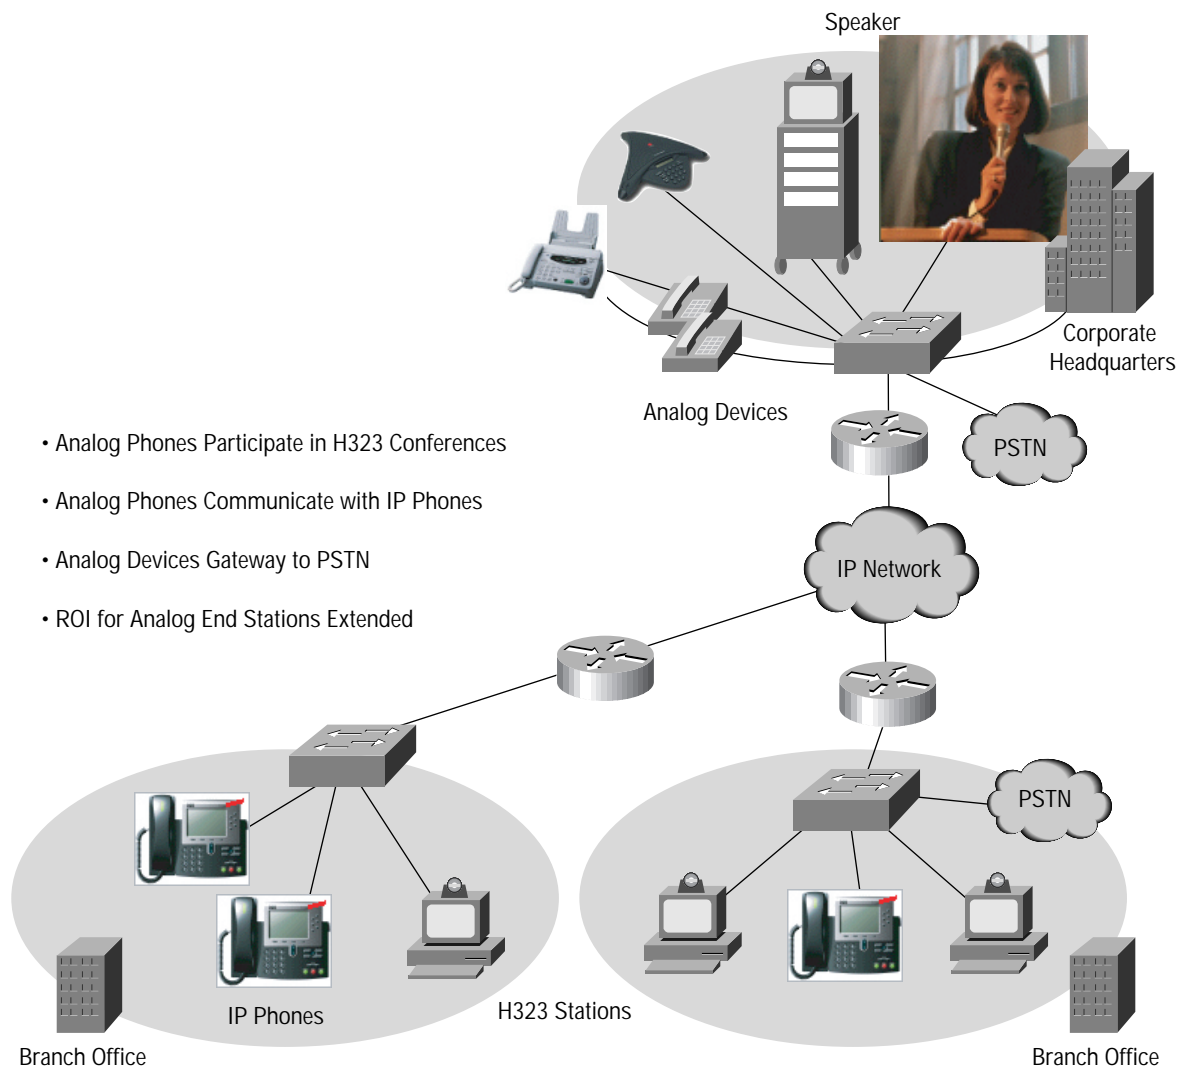 Speaker
Corporate
Headquarters
Analog Devices
PSTN
• Analog Phones Participate in H323 Conferences
• Analog Phones Communicate with IP Phones
• Analog Devices Gateway to PSTN
• ROI for Analog End Stations Extended
IP Network
PSTN
IP Phones
H323 Stations
Branch Office
Branch Office